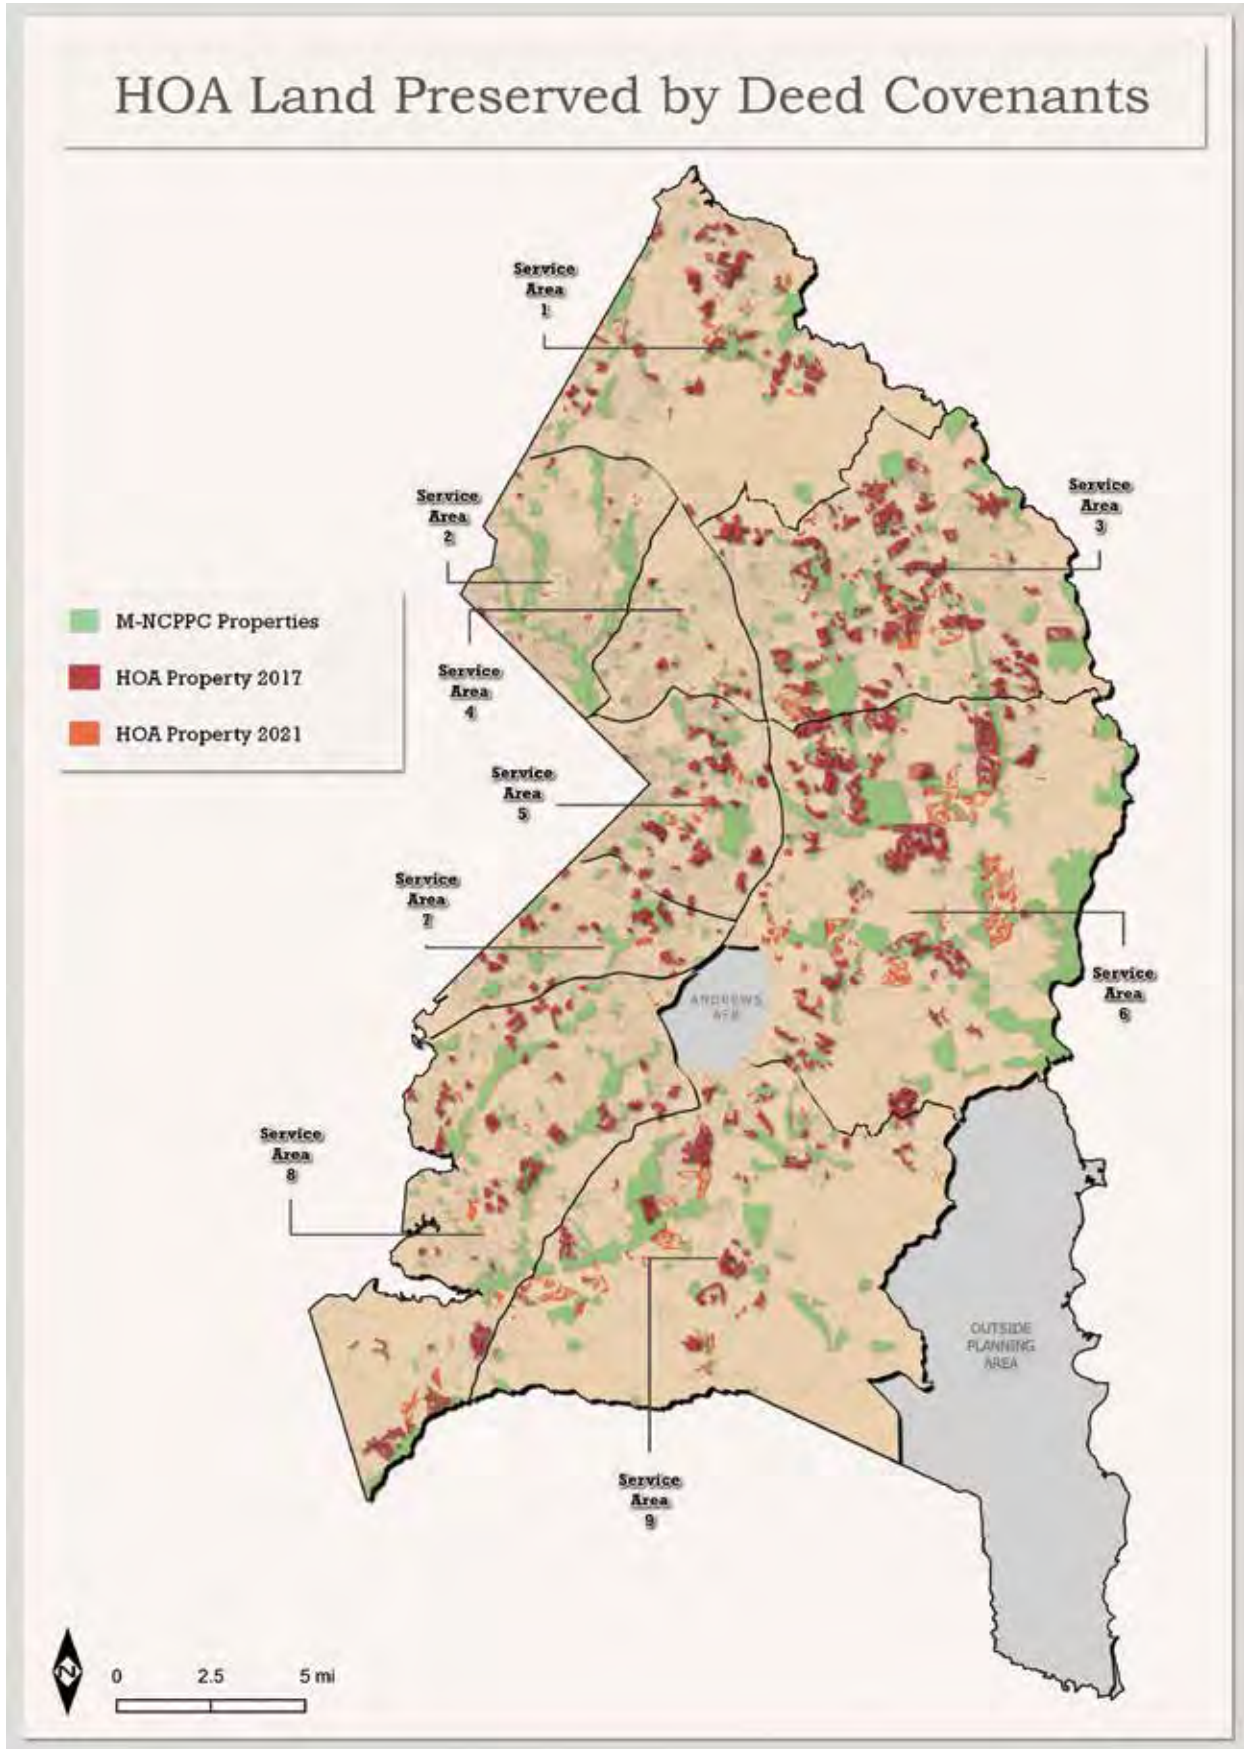 HOA Land Preserved by Deed Covenants
Service
Area
1
Service
Area
2
Service
Area
3
M-NCPPC Properties
HOA Property 2017
HOA Property 2021
Service
Area
4
Service
Area
5
Service
Area
7
Service
Area
6
ANDREWS
AFB
Service
Area
8
OUTSIDE
PLANNING
AREA
Service
Area
9
N
0
2.5
5 mi